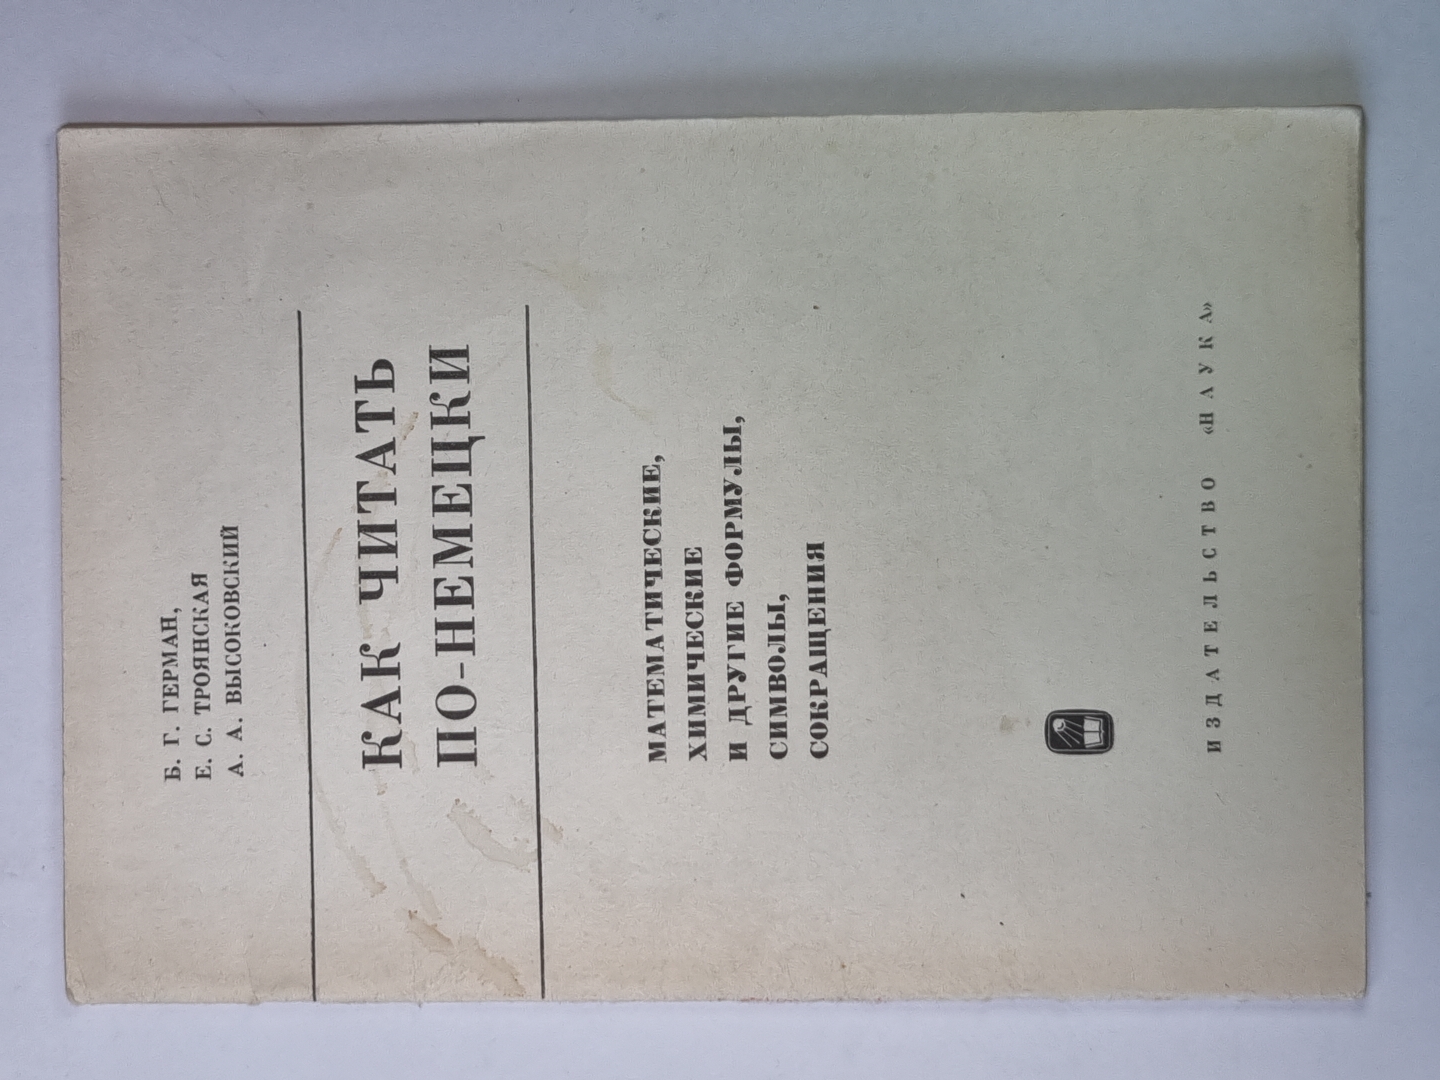 Б. Г. ГЕРМАН,
Е. С. ТРОЯНСКАЯ
А. А. ВЫСОКОВСКИЙ
КАК ЧИТАТЬ
ПО-НЕМЕЦКИ
МАТЕМАТИЧЕСКИЕ,
ХИМИЧЕСКИЕ
И ДРУГИЕ ФОРМУЛЫ,
СИМВОЛЫ,
СОКРАЩЕНИЯ
ИЗДАТЕЛЬСТВО «НАУКА»